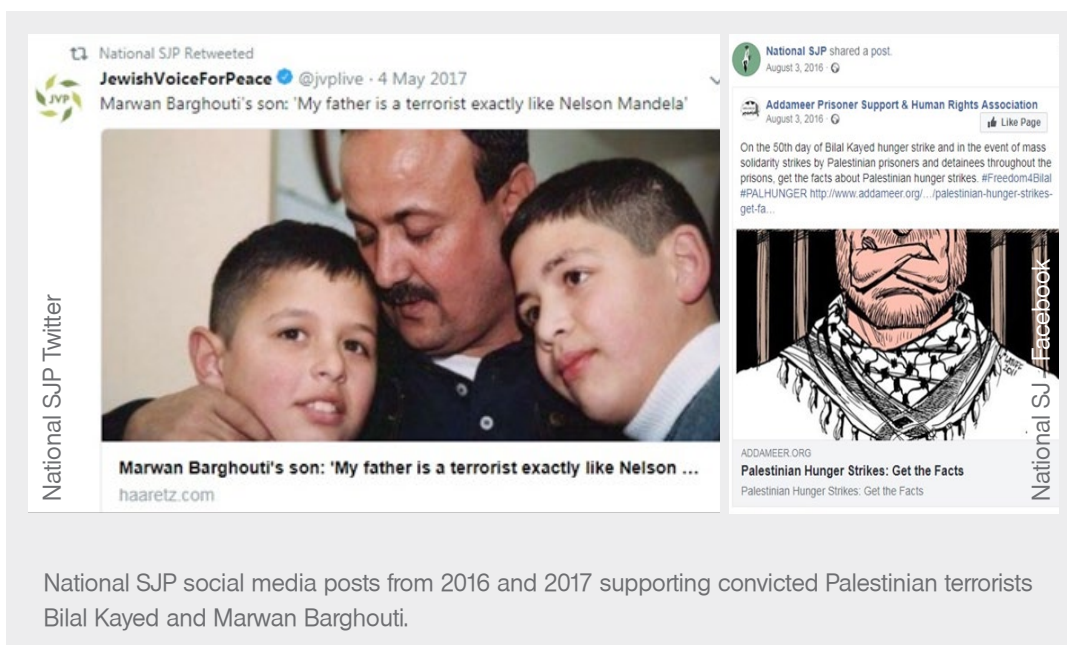 National SJP Retweeted
JVP
JewishVoiceForPeace @jvplive · 4 May 2017
Marwan Barghouti's son: 'My father is a terrorist exactly like Nelson Mandela'
Marwan Barghouti's son: 'My father is a terrorist exactly like Nelson ...
haaretz.com
National SJP Twitter
National SJP shared a post.
August 3, 2016 ·
Addameer Prisoner Support & Human Rights Association
August 3, 2016 ·
Like Page
On the 50th day of Bilal Kayed hunger strike and in the event of mass
solidarity strikes by Palestinian prisoners and detainees throughout the
prisons, get the facts about Palestinian hunger strikes. #Freedom4Bilal
#PALHUNGER http://www.addameer.org/.../palestinian-hunger-strikes-
get-fa...
ADDAMEER.ORG
Palestinian Hunger Strikes: Get the Facts
Palestinian Hunger Strikes: Get the Facts
National SJ - Facebook
National SJP social media posts from 2016 and 2017 supporting convicted Palestinian terrorists
Bilal Kayed and Marwan Barghouti.